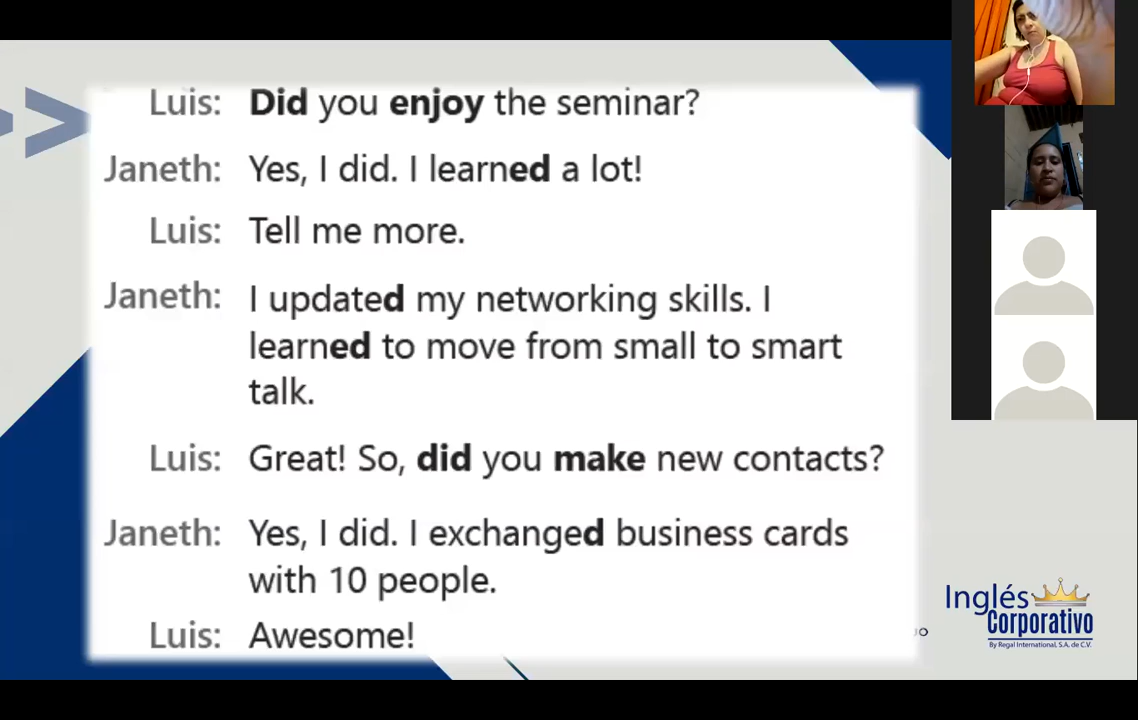 Luis: Did you enjoy the seminar?
Janeth: Yes, I did. I learned a lot!
Luis: Tell me more.
Janeth: I updated my networking skills. I
learned to move from small to smart
talk.
Luis: Great! So, did you make new contacts?
Janeth: Yes, I did. I exchanged business cards
with 10 people.
Luis: Awesome!
Inglés
Corporativo
By Regal International, S.A. de C.V.